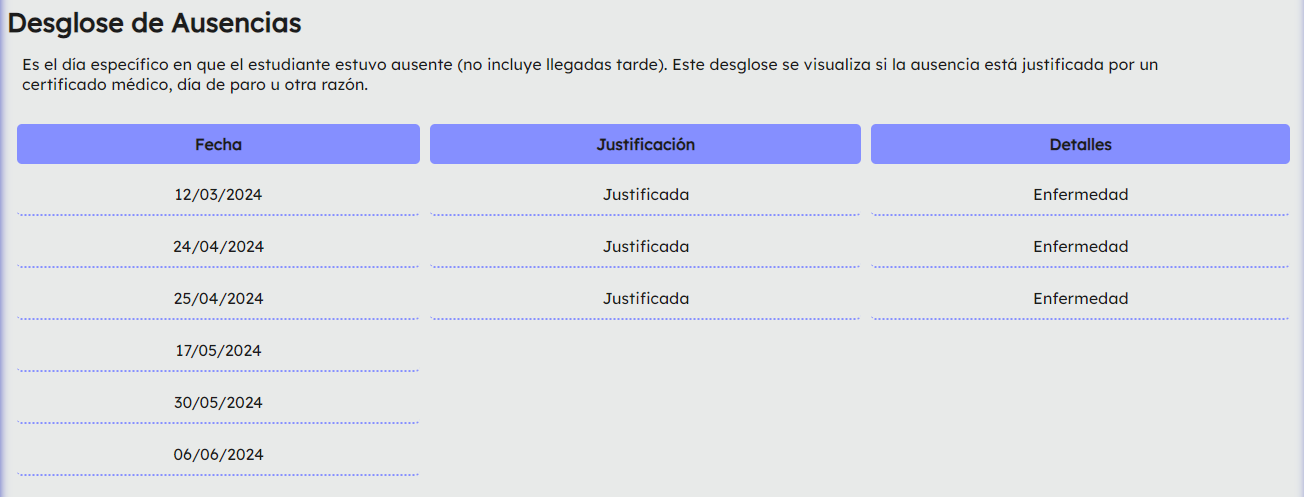 Desglose de Ausencias
Es el día específico en que el estudiante estuvo ausente (no incluye llegadas tarde). Este desglose se visualiza si la ausencia está justificada por un
certificado médico, día de paro u otra razón.
Fecha Justificación Detalles
12/03/2024 Justificada Enfermedad
24/04/2024 Justificada Enfermedad
25/04/2024 Justificada Enfermedad
17/05/2024
30/05/2024
06/06/2024